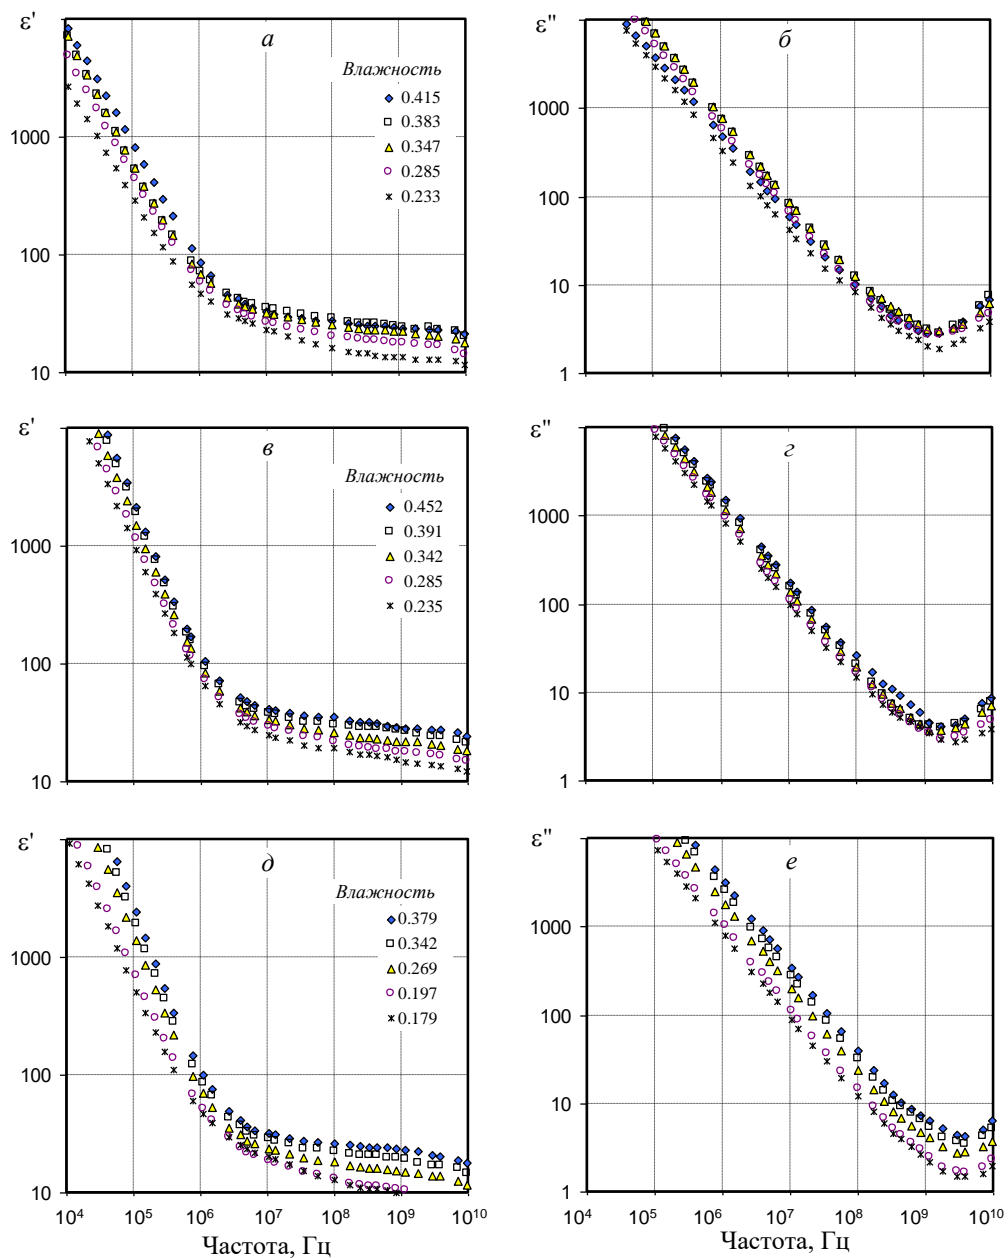 ε'
а
Влажность
0.415
0.383
0.347
0.285
0.233
1000
100
10
ε"
б
1000
100
10
1
ε'
в
Влажность
0.452
0.391
0.342
0.285
0.235
1000
100
10
ε"
г
1000
100
10
1
ε'
д
Влажность
0.379
0.342
0.269
0.197
0.179
1000
100
10
10⁴ 10⁵ 10⁶ 10⁷ 10⁸ 10⁹ 10¹⁰
Частота, Гц
ε"
е
1000
100
10
1
10⁴ 10⁵ 10⁶ 10⁷ 10⁸ 10⁹ 10¹⁰
Частота, Гц